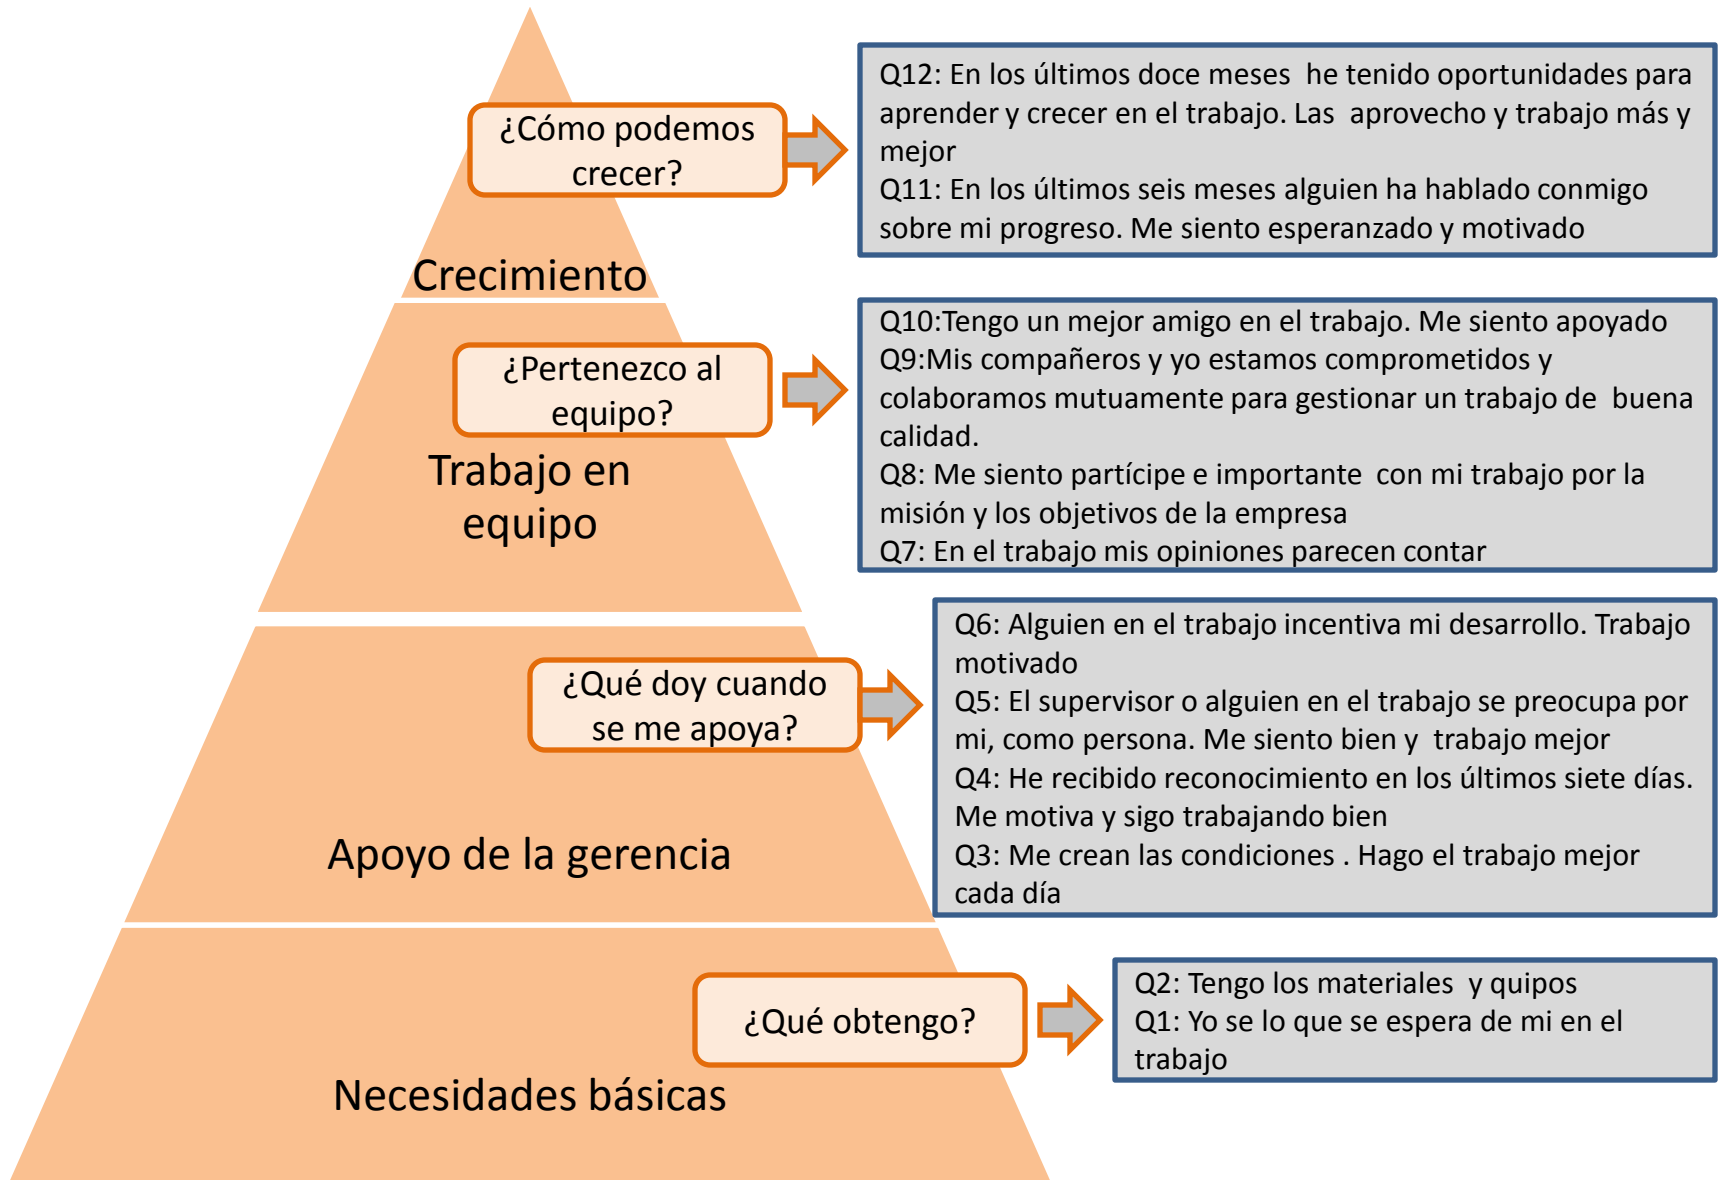 ¿Cómo podemos
crecer?
Q12: En los últimos doce meses he tenido oportunidades para
aprender y crecer en el trabajo. Las aprovecho y trabajo más y
mejor
Q11: En los últimos seis meses alguien ha hablado conmigo
sobre mi progreso. Me siento esperanzado y motivado
Crecimiento
¿Pertenezco al
equipo?
Q10:Tengo un mejor amigo en el trabajo. Me siento apoyado
Q9:Mis compañeros y yo estamos comprometidos y
colaboramos mutuamente para gestionar un trabajo de buena
calidad.
Q8: Me siento partícipe e importante con mi trabajo por la
misión y los objetivos de la empresa
Q7: En el trabajo mis opiniones parecen contar
Trabajo en
equipo
¿Qué doy cuando
se me apoya?
Q6: Alguien en el trabajo incentiva mi desarrollo. Trabajo
motivado
Q5: El supervisor o alguien en el trabajo se preocupa por
mi, como persona. Me siento bien y trabajo mejor
Q4: He recibido reconocimiento en los últimos siete días.
Me motiva y sigo trabajando bien
Q3: Me crean las condiciones . Hago el trabajo mejor
cada día
Apoyo de la gerencia
¿Qué obtengo?
Q2: Tengo los materiales y quipos
Q1: Yo se lo que se espera de mi en el
trabajo
Necesidades básicas